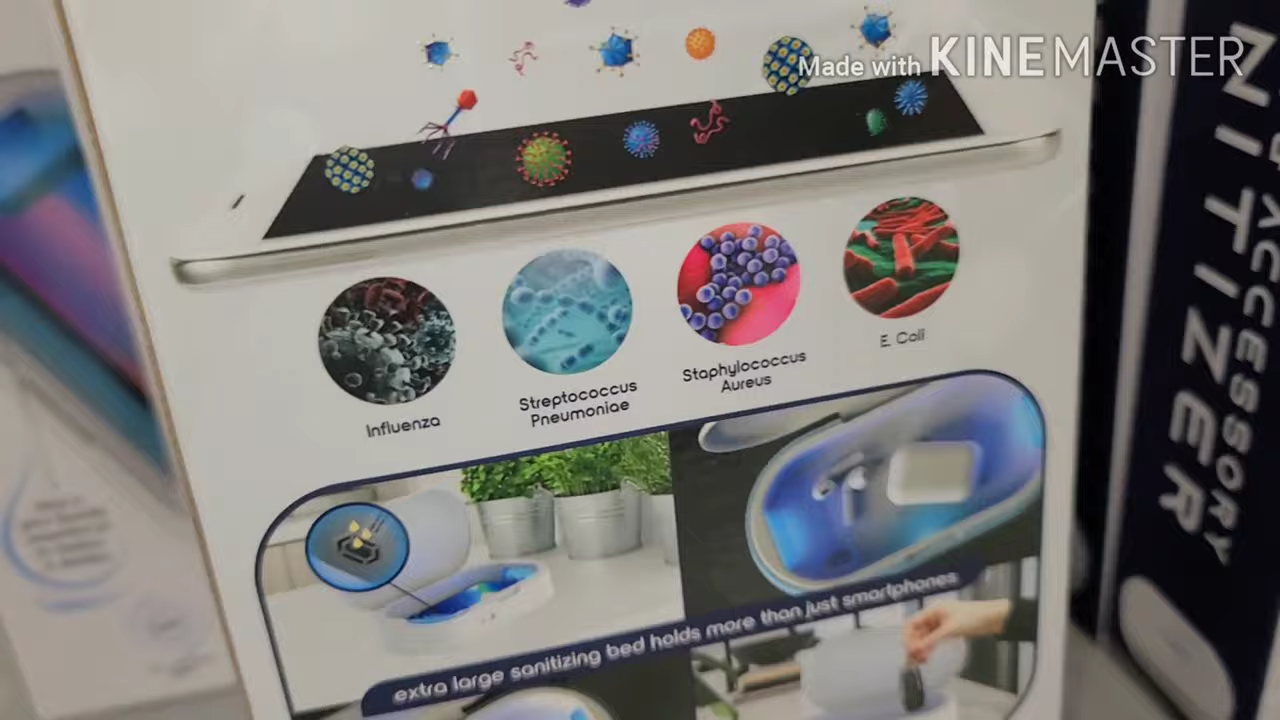 Made with KINEMASTER
Influenza
Streptococcus
Pneumoniae
Staphylococcus
Aureus
E. Coli
extra large sanitizing bed holds more than just smartphones
NITIZER
ACCESSORY